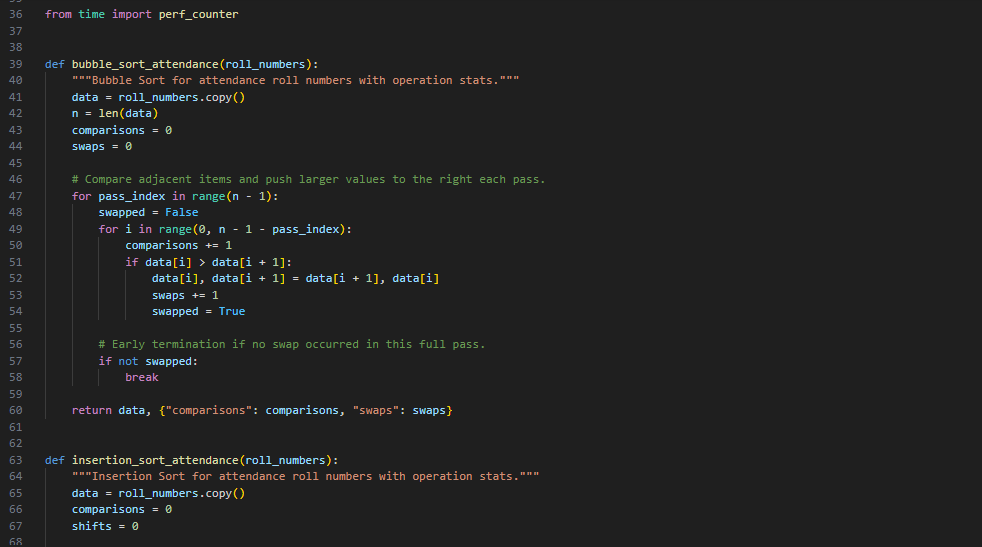 36 from time import perf_counter
37
38
39 def bubble_sort_attendance(roll_numbers):
40     """Bubble Sort for attendance roll numbers with operation stats."""
41     data = roll_numbers.copy()
42     n = len(data)
43     comparisons = 0
44     swaps = 0
45
46     # Compare adjacent items and push larger values to the right each pass.
47     for pass_index in range(n - 1):
48         swapped = False
49         for i in range(0, n - 1 - pass_index):
50             comparisons += 1
51             if data[i] > data[i + 1]:
52                 data[i], data[i + 1] = data[i + 1], data[i]
53                 swaps += 1
54                 swapped = True
55
56         # Early termination if no swap occurred in this full pass.
57         if not swapped:
58             break
59
60     return data, {"comparisons": comparisons, "swaps": swaps}
61
62
63 def insertion_sort_attendance(roll_numbers):
64     """Insertion Sort for attendance roll numbers with operation stats."""
65     data = roll_numbers.copy()
66     comparisons = 0
67     shifts = 0
68